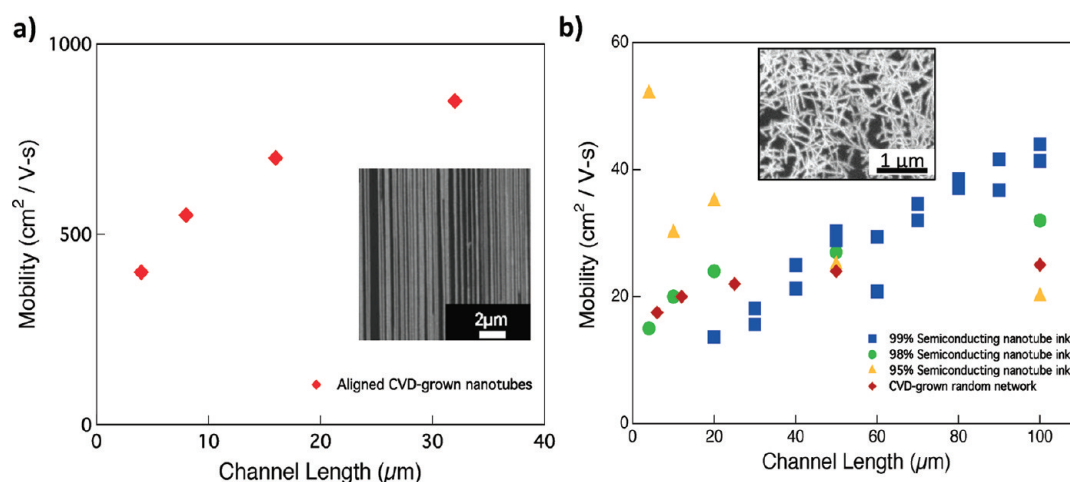 a)
1000
500
0
0
10
20
30
40
Mobility (cm² / V-s)
Channel Length (µm)
2µm
Aligned CVD-grown nanotubes
b)
60
40
20
0
0
20
40
60
80
100
Mobility (cm² / V-s)
Channel Length (µm)
1 µm
99% Semiconducting nanotube ink
98% Semiconducting nanotube ink
95% Semiconducting nanotube ink
CVD-grown random network